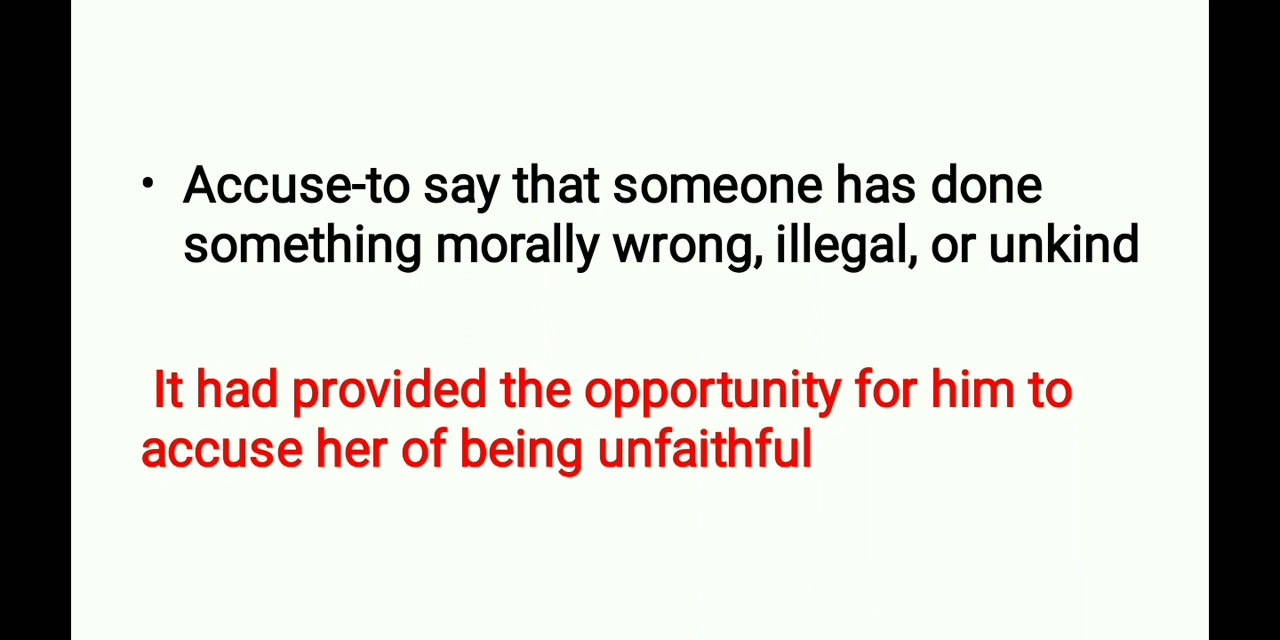 • Accuse-to say that someone has done
something morally wrong, illegal, or unkind
It had provided the opportunity for him to
accuse her of being unfaithful